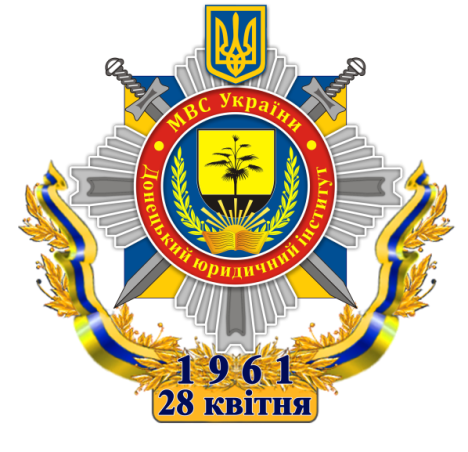 МВС України
Донецький юридичний інститут
1961
28 квітня